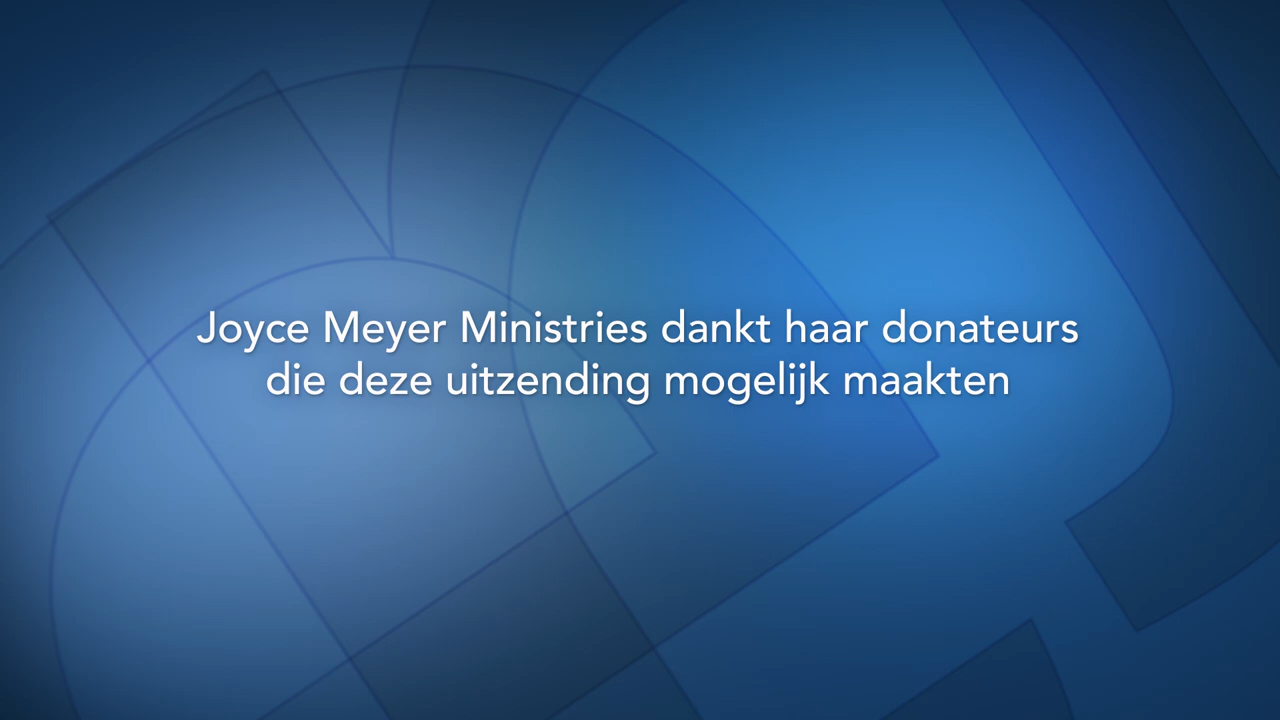 Joyce Meyer Ministries dankt haar donateurs
die deze uitzending mogelijk maakten